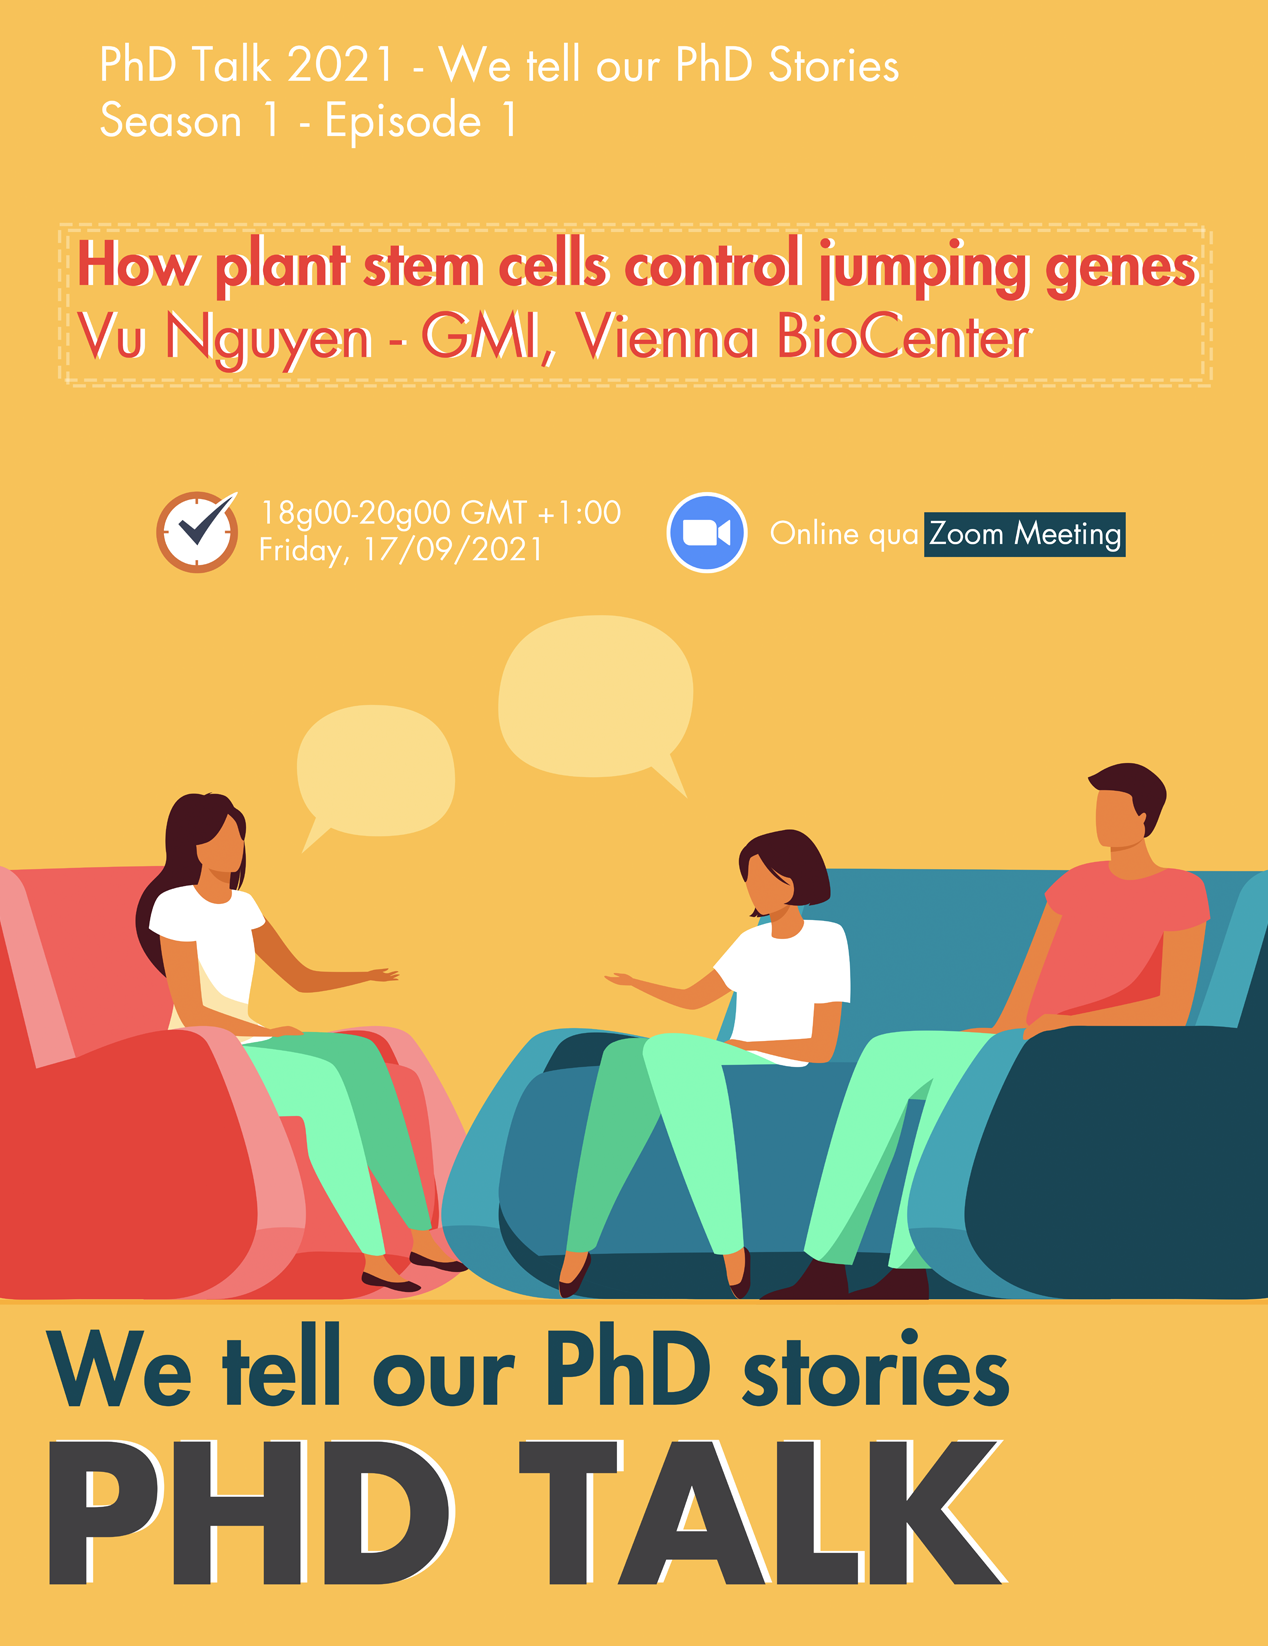 PhD Talk 2021 - We tell our PhD Stories
Season 1 - Episode 1
How plant stem cells control jumping genes
Vu Nguyen - GMI, Vienna BioCenter
18g00-20g00 GMT +1:00
Friday, 17/09/2021
Online qua Zoom Meeting
We tell our PhD stories
PHD TALK